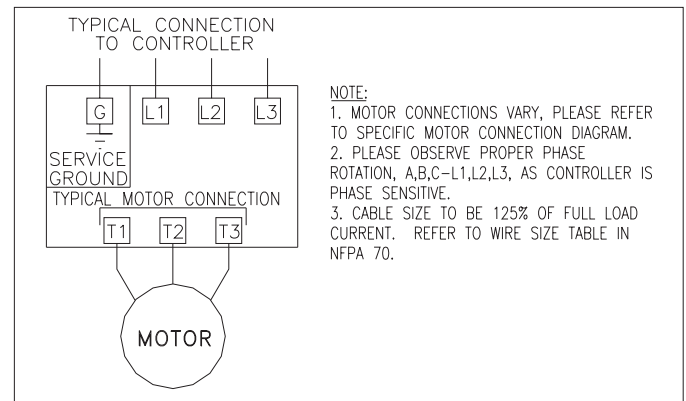 TYPICAL CONNECTION
TO CONTROLLER
G
L1
L2
L3
SERVICE
GROUND
TYPICAL MOTOR CONNECTION
T1
T2
T3
MOTOR
NOTE:
1. MOTOR CONNECTIONS VARY, PLEASE REFER
TO SPECIFIC MOTOR CONNECTION DIAGRAM.
2. PLEASE OBSERVE PROPER PHASE
ROTATION, A,B,C-L1,L2,L3, AS CONTROLLER IS
PHASE SENSITIVE.
3. CABLE SIZE TO BE 125% OF FULL LOAD
CURRENT. REFER TO WIRE SIZE TABLE IN
NFPA 70.